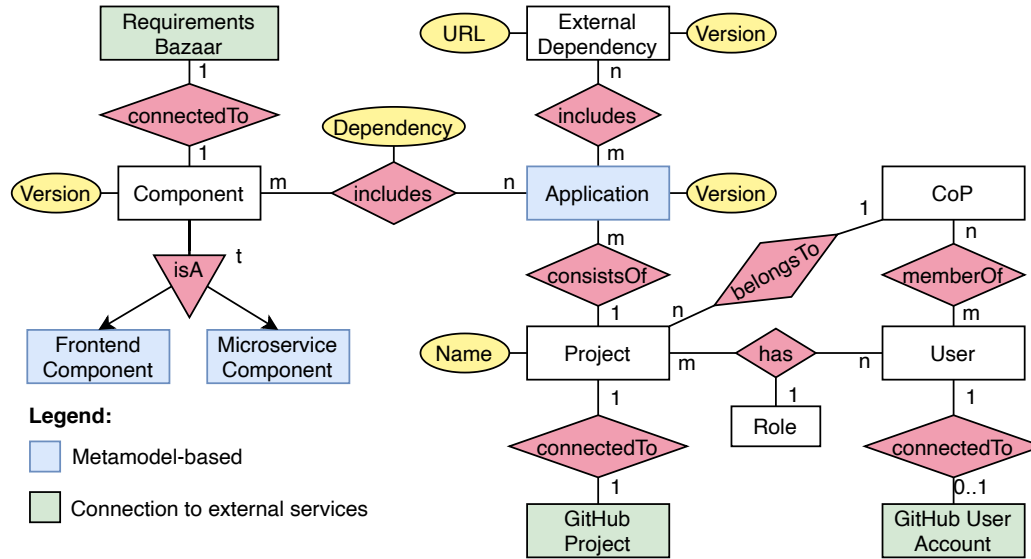 Requirements
Bazaar
1
connectedTo
1
Version
Component
m
Dependency
includes
n
isA
t
Frontend
Component
Microservice
Component
URL
External
Dependency
Version
n
includes
m
Application
Version
m
consistsOf
1
Name
Project
n
belongsTo
1
CoP
n
memberOf
m
User
m
has
n
1
Role
1
connectedTo
1
GitHub
Project
1
connectedTo
0..1
GitHub User
Account
Legend:
Metamodel-based
Connection to external services